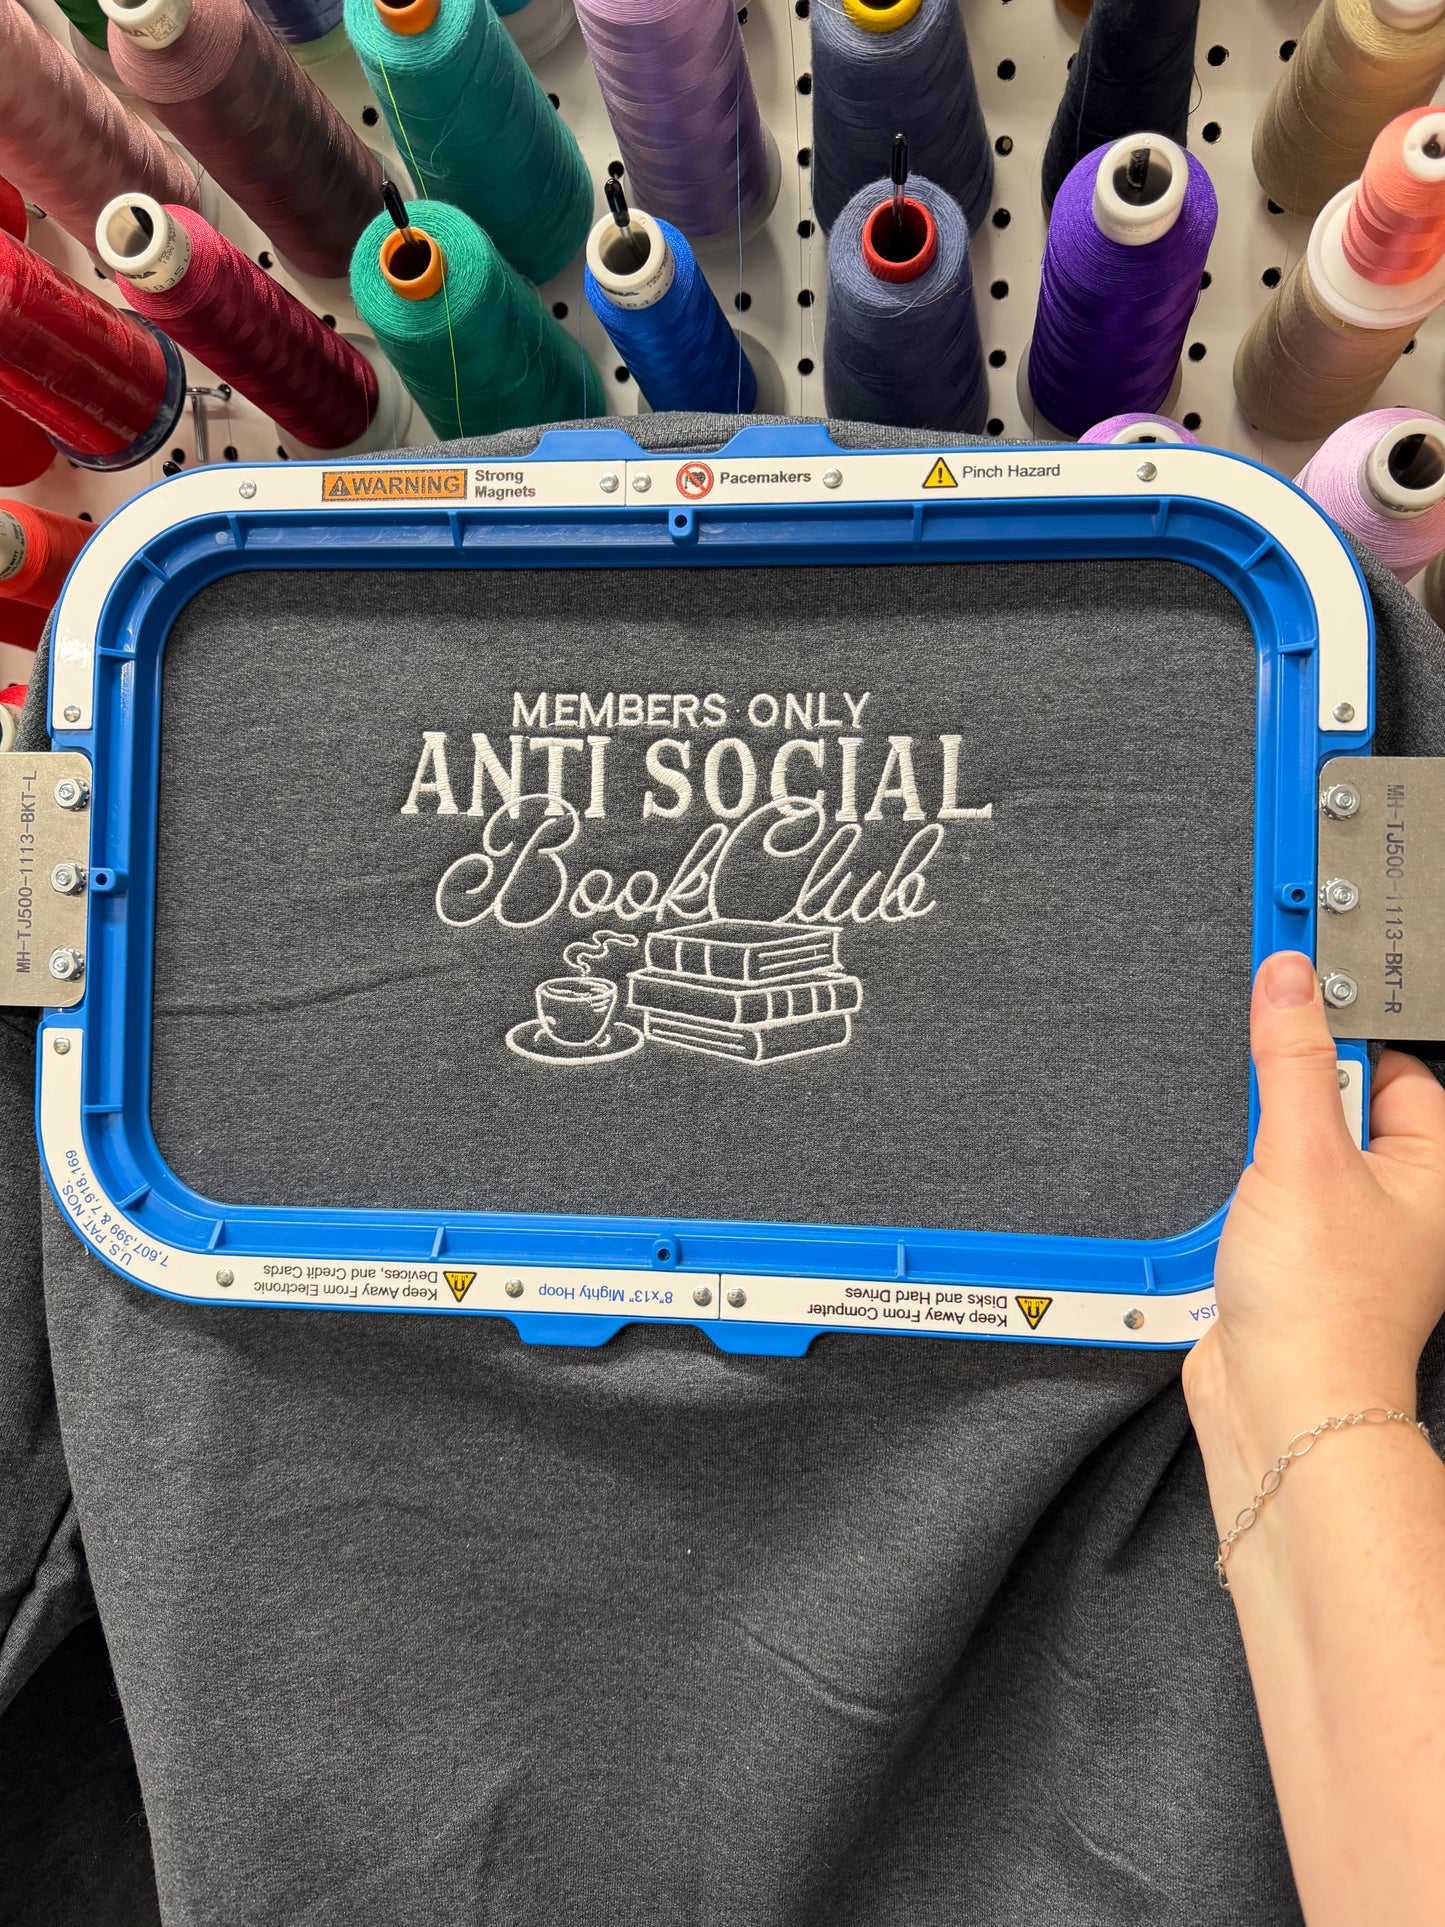 WARNING
Strong
Magnets
Pacemakers
Pinch Hazard
MEMBERS ONLY
ANTI SOCIAL
Book Club
MH-TJ500-1113-BKT-L
MH-TJ500-1113-BKT-R
U.S. PAT. NOS.
7,607,399 & 7,918,169
Keep Away From Electronic
Devices, and Credit Cards
8"x13" Mighty Hoop
Keep Away From Computer
Disks and Hard Drives
USA